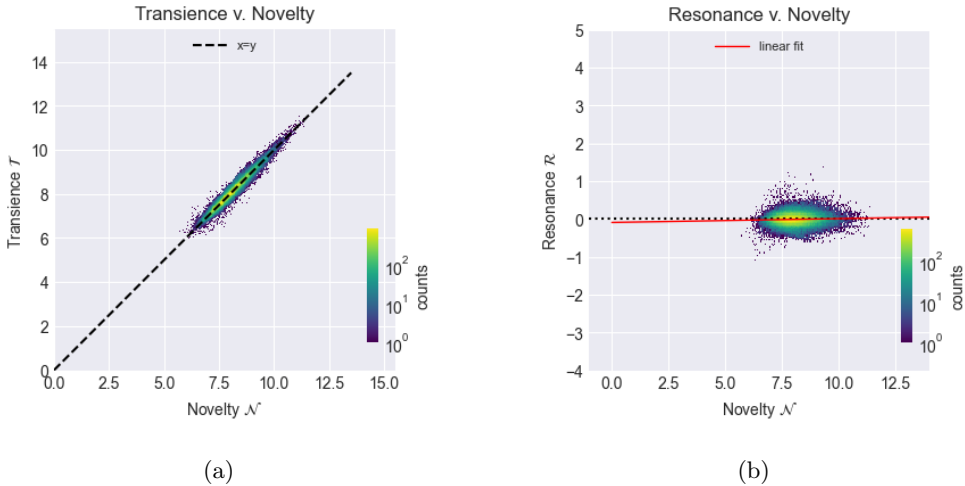 Transience v. Novelty
x=y
14
12
10
8
6
4
2
0
Transience 𝒯
0.0 2.5 5.0 7.5 10.0 12.5 15.0
Novelty 𝒩
10²
10¹
10⁰
counts
(a)
Resonance v. Novelty
linear fit
5
4
3
2
1
0
−1
−2
−3
−4
Resonance ℛ
0.0 2.5 5.0 7.5 10.0 12.5
Novelty 𝒩
10²
10¹
10⁰
counts
(b)